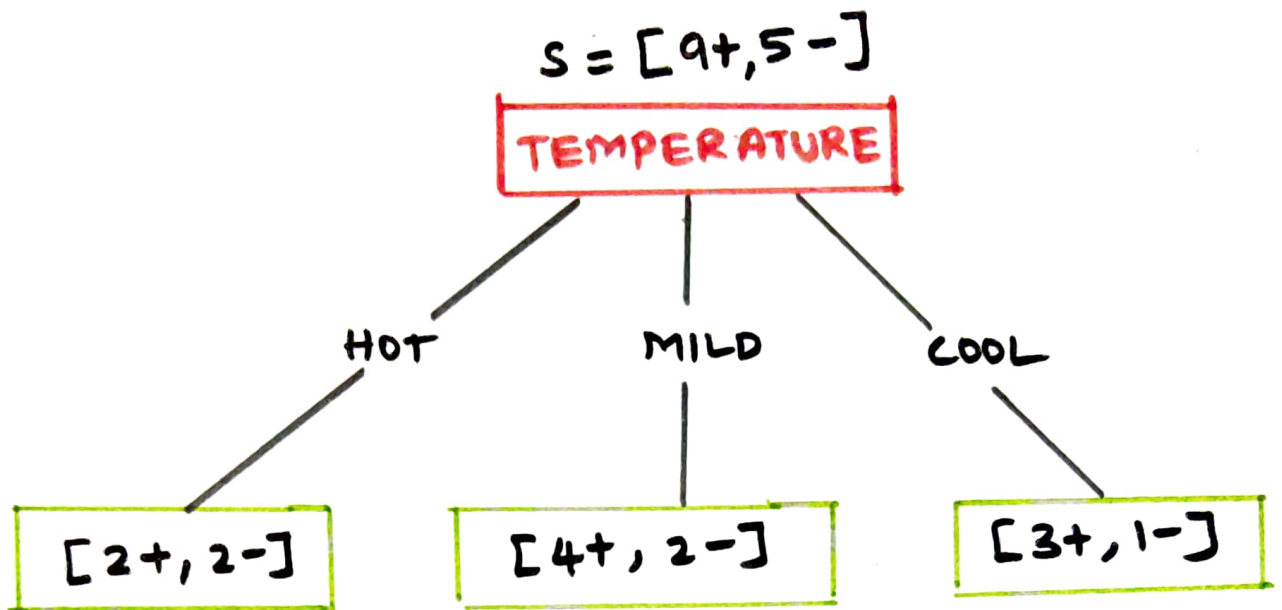 S = [9+, 5-]
TEMPERATURE
HOT MILD COOL
[2+, 2-] [4+, 2-] [3+, 1-]